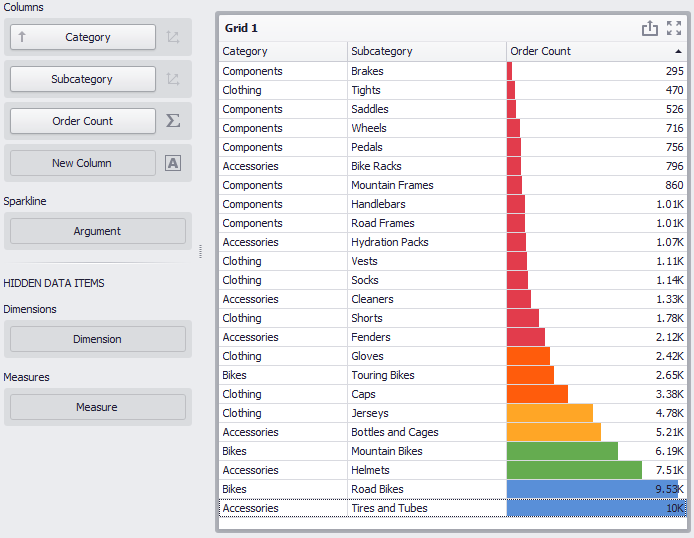 Columns
Category
Subcategory
Order Count
New Column
Sparkline
Argument
HIDDEN DATA ITEMS
Dimensions
Dimension
Measures
Measure
Grid 1
Category Subcategory Order Count
Components Brakes 295
Clothing Tights 470
Components Saddles 526
Components Wheels 716
Components Pedals 756
Accessories Bike Racks 796
Components Mountain Frames 860
Components Handlebars 1.01K
Components Road Frames 1.01K
Accessories Hydration Packs 1.07K
Clothing Vests 1.11K
Clothing Socks 1.14K
Accessories Cleaners 1.33K
Clothing Shorts 1.78K
Accessories Fenders 2.12K
Clothing Gloves 2.42K
Bikes Touring Bikes 2.65K
Clothing Caps 3.38K
Clothing Jerseys 4.78K
Accessories Bottles and Cages 5.21K
Bikes Mountain Bikes 6.19K
Accessories Helmets 7.51K
Bikes Road Bikes 9.53K
Accessories Tires and Tubes 10K